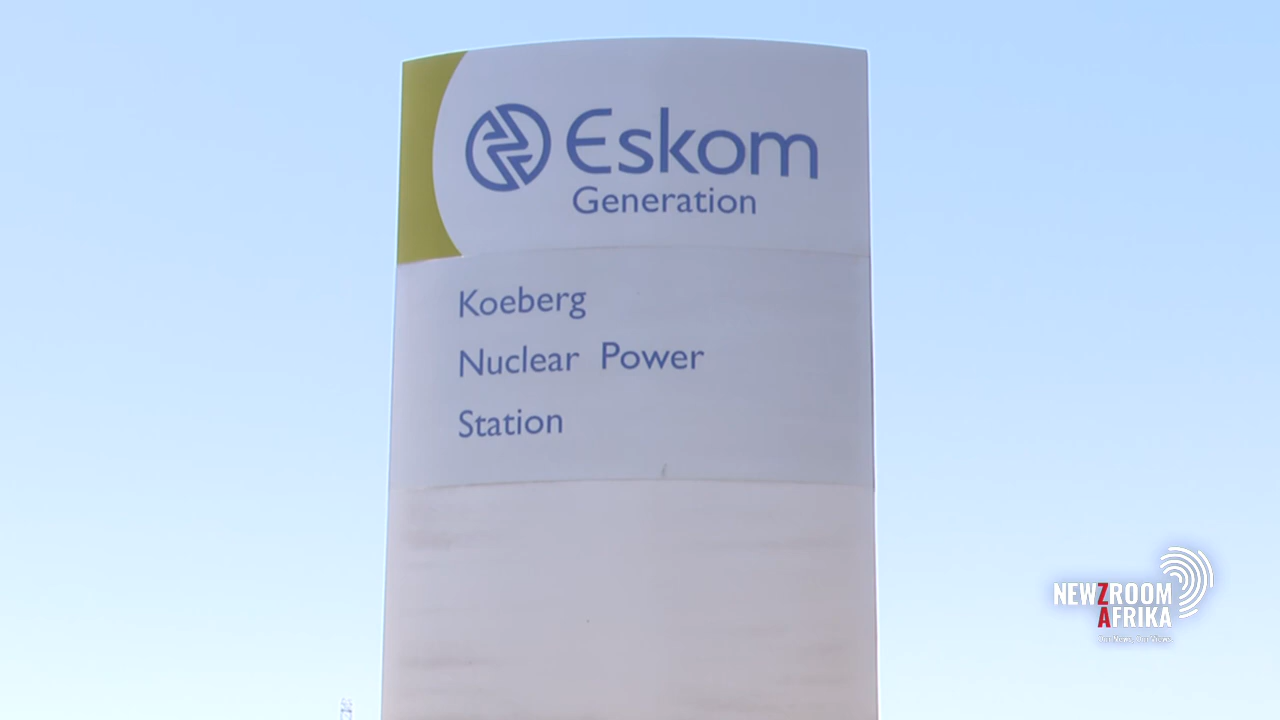 Eskom
Generation
Koeberg
Nuclear Power
Station
NEWZROOM
AFRIKA